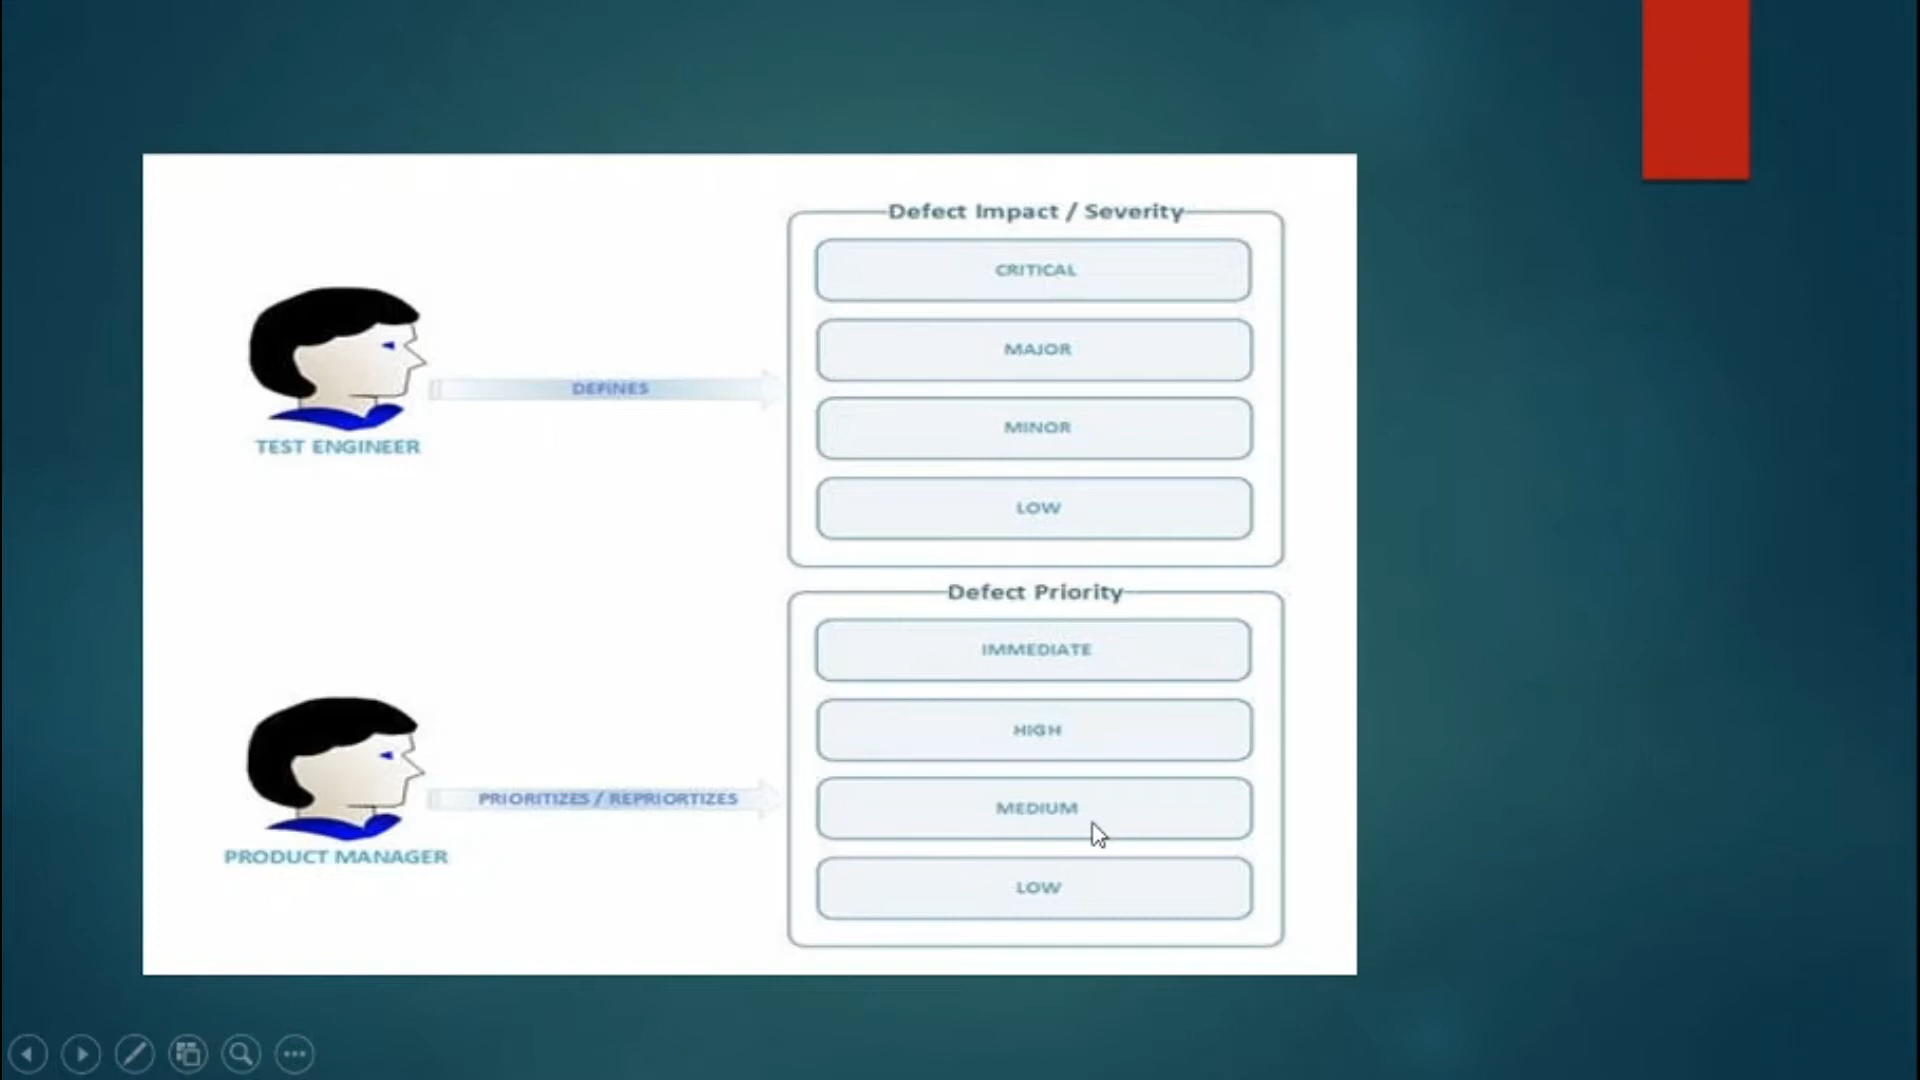 Defect Impact / Severity
CRITICAL
MAJOR
MINOR
LOW
DEFINES
TEST ENGINEER
Defect Priority
IMMEDIATE
HIGH
MEDIUM
LOW
PRIORITIZES / REPRIORTIZES
PRODUCT MANAGER